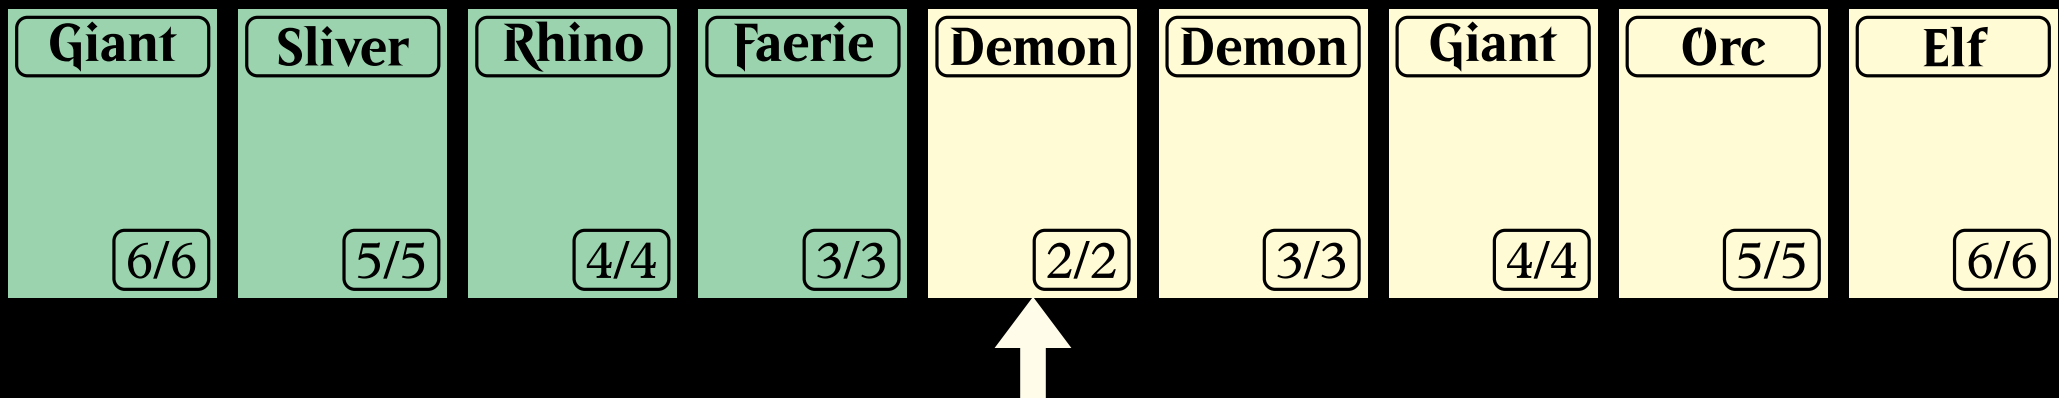 Giant Sliver Rhino Faerie Demon Demon Giant Orc Elf
6/6 5/5 4/4 3/3 2/2 3/3 4/4 5/5 6/6